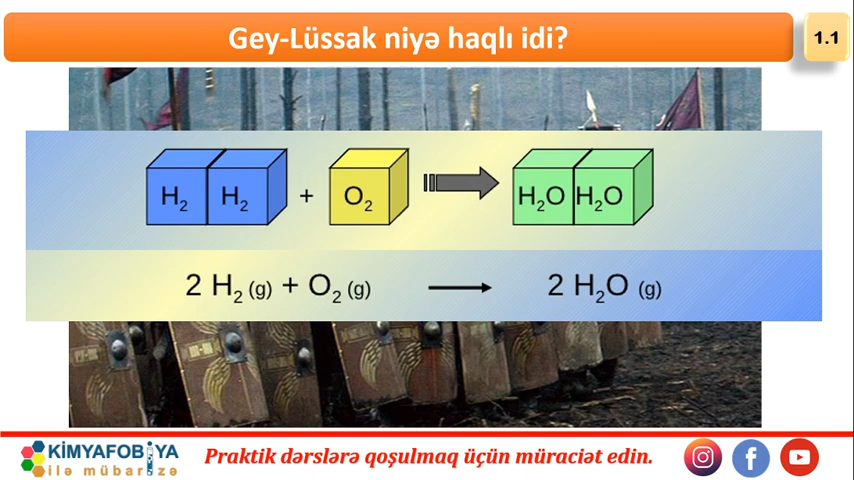 Gey-Lüssak niyə haqlı idi?
1.1
H₂ H₂ + O₂ H₂O H₂O
2 H₂ (g) + O₂ (g) ⟶ 2 H₂O (g)
KİMYAFOBİYA
ilə mübarizə
Praktik dərslərə qoşulmaq üçün müraciət edin.